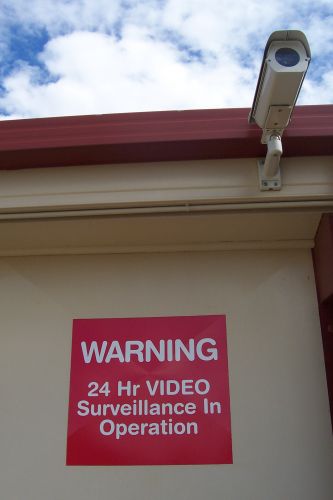 WARNING
24 Hr VIDEO
Surveillance In
Operation